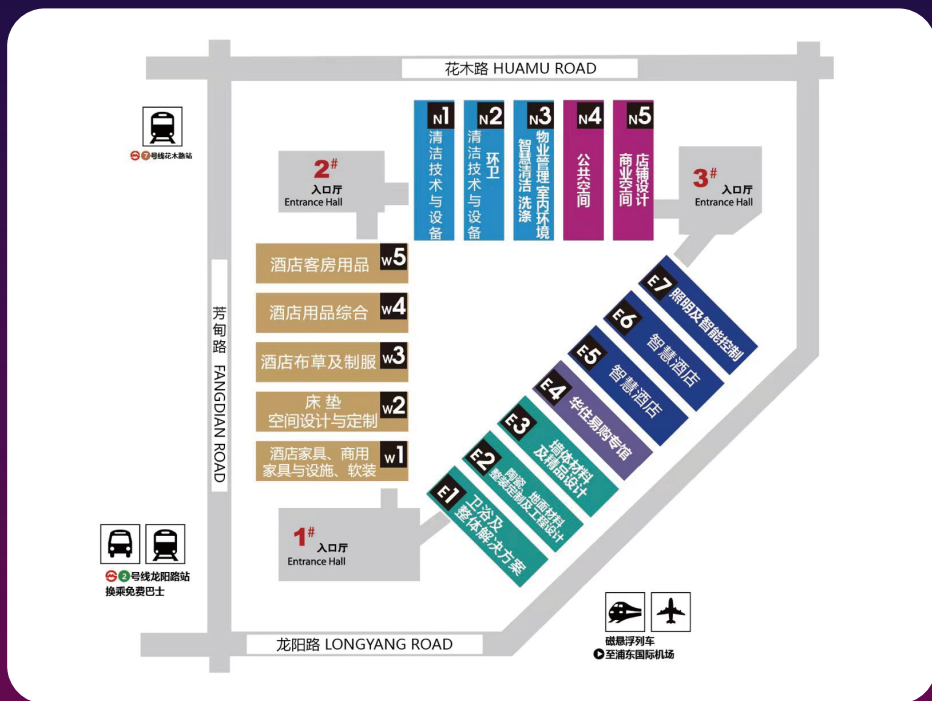 花木路 HUAMU ROAD
7号线花木路站
2#
入口厅
Entrance Hall
N1
清洁技术与设备
N2
环卫
清洁技术与设备
N3
物业管理 室内环境
智慧清洁 洗涤
N4
公共空间
N5
店铺设计
商业空间
3#
入口厅
Entrance Hall
酒店客房用品 W5
酒店用品综合 W4
酒店布草及制服 W3
床垫
空间设计与定制 W2
酒店家具、商用
家具与设施、软装 W1
芳甸路 FANGDIAN ROAD
E7 照明及智能控制
E6 智慧酒店
E5 智慧酒店
E4 华住易购专馆
E3 墙体材料
及精品设计
E2 陶瓷、地面材料
整装定制及工程设计
E1 卫浴及
整体解决方案
1#
入口厅
Entrance Hall
2号线龙阳路站
换乘免费巴士
龙阳路 LONGYANG ROAD
磁悬浮列车
至浦东国际机场